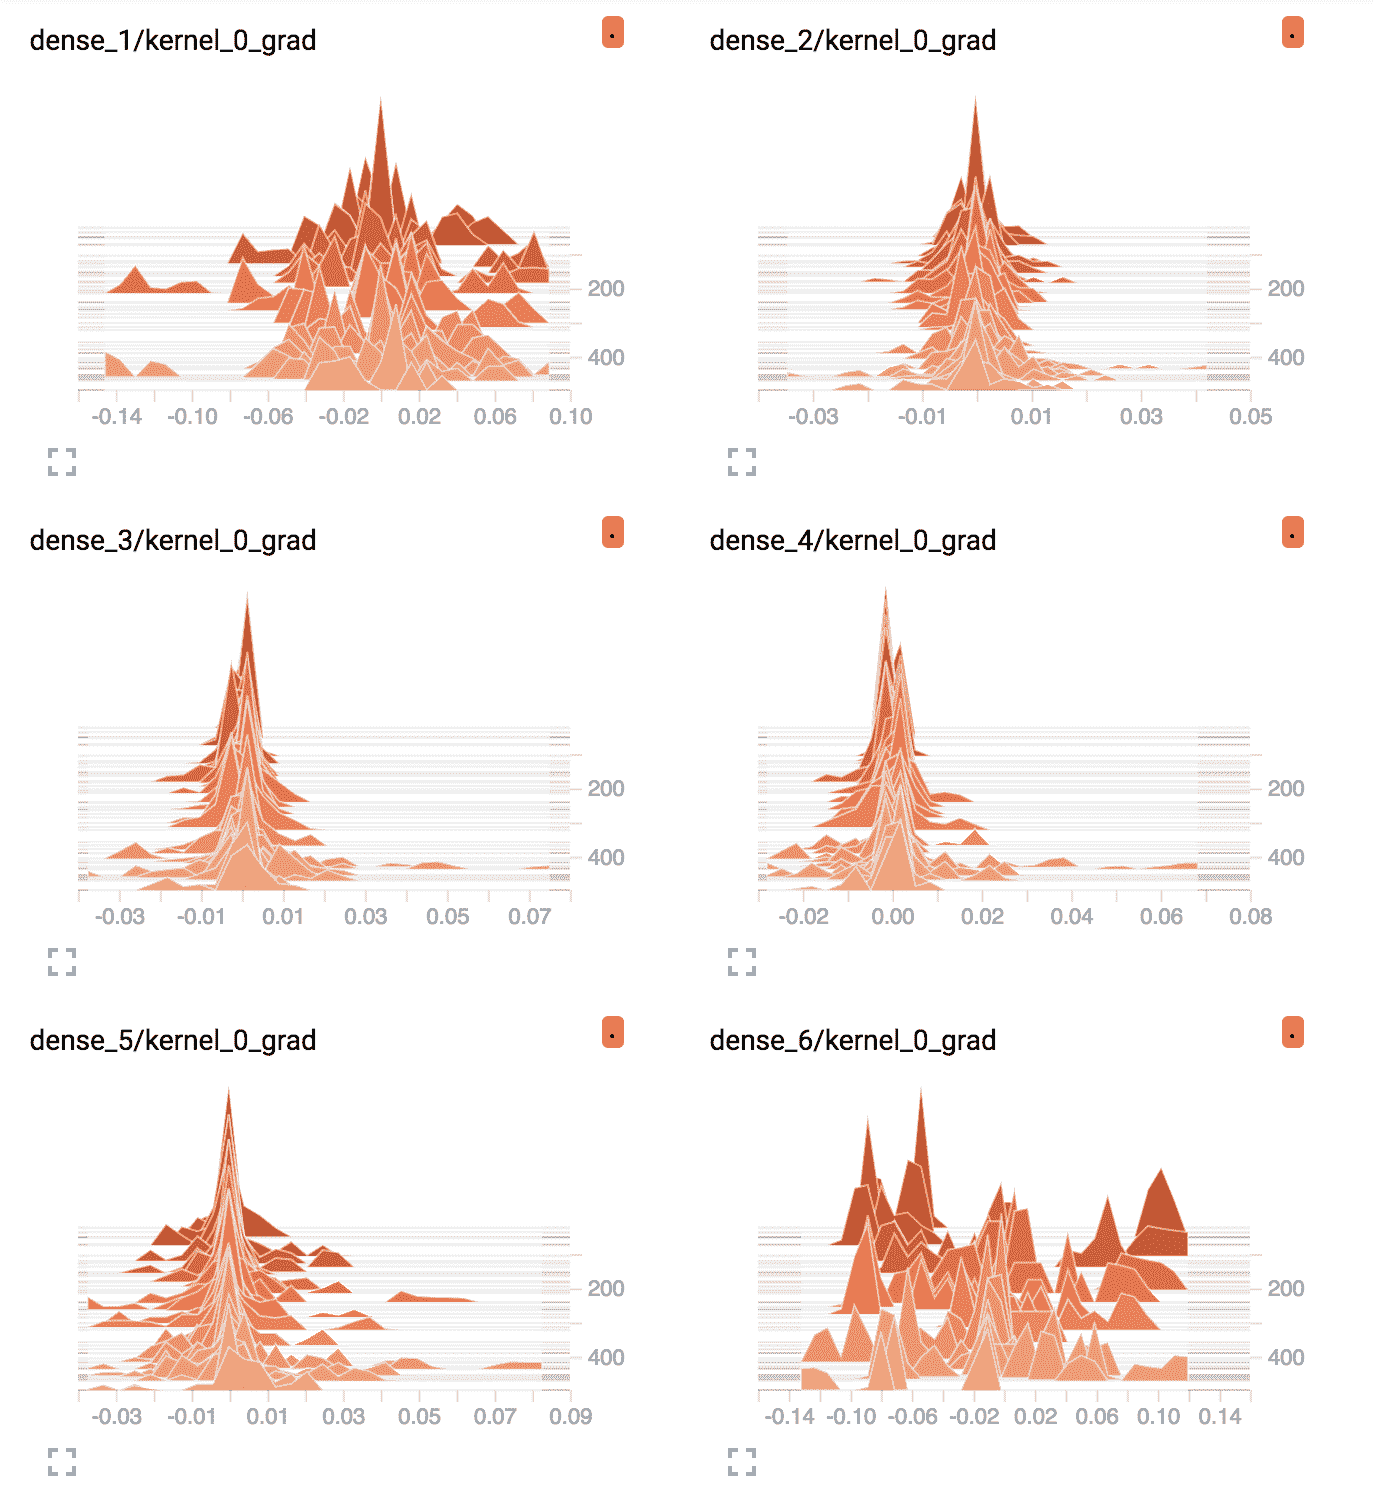 dense_1/kernel_0_grad
200
400
-0.14 -0.10 -0.06 -0.02 0.02 0.06 0.10
dense_2/kernel_0_grad
200
400
-0.03 -0.01 0.01 0.03 0.05
dense_3/kernel_0_grad
200
400
-0.03 -0.01 0.01 0.03 0.05 0.07
dense_4/kernel_0_grad
200
400
-0.02 0.00 0.02 0.04 0.06 0.08
dense_5/kernel_0_grad
200
400
-0.03 -0.01 0.01 0.03 0.05 0.07 0.09
dense_6/kernel_0_grad
200
400
-0.14 -0.10 -0.06 -0.02 0.02 0.06 0.10 0.14